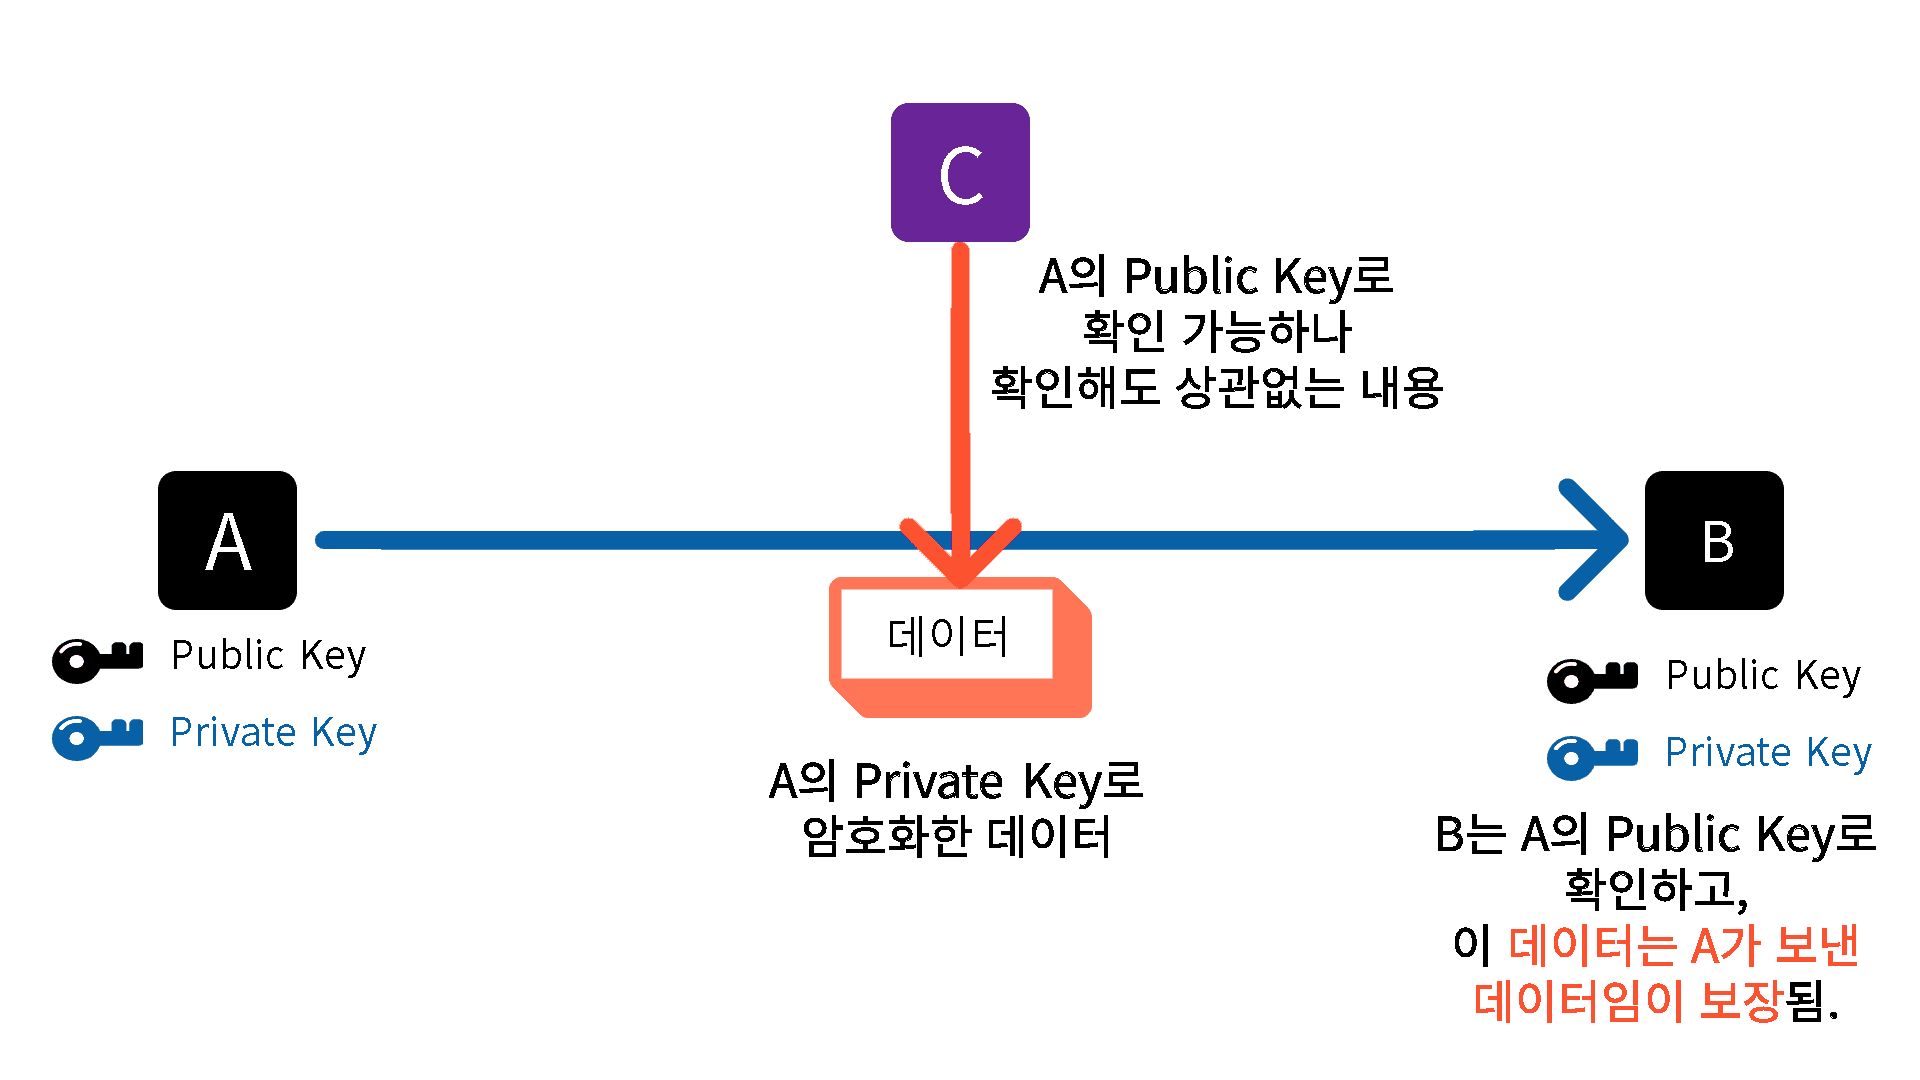 C
A의 Public Key로
확인 가능하나
확인해도 상관없는 내용
A
B
데이터
Public Key
Private Key
A의 Private Key로
암호화한 데이터
Public Key
Private Key
B는 A의 Public Key로
확인하고,
이 데이터는 A가 보낸
데이터임이 보장됨.